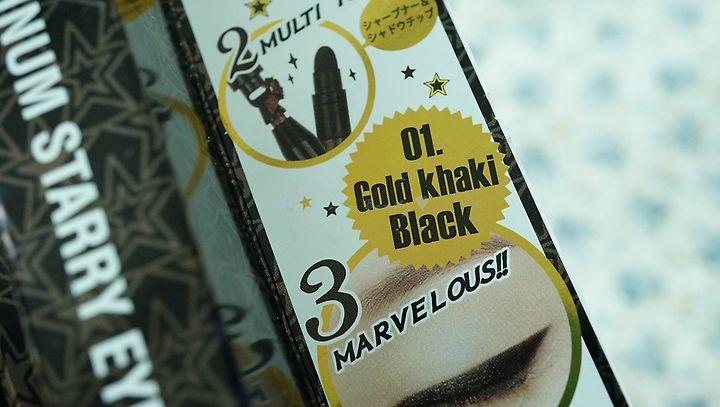 NUM STARRY EYE
2 MULTI
シャープナー&
シャドウチップ
01.
Gold khaki
Black
3 MARVELOUS!!